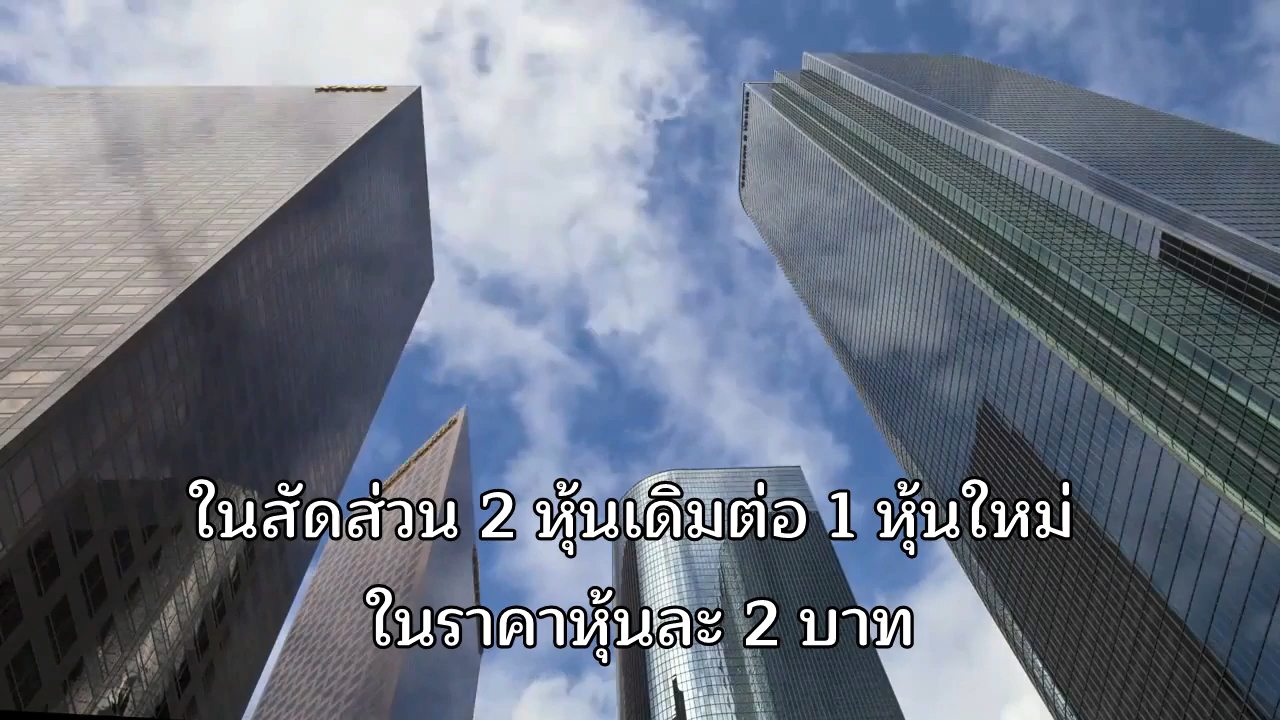 ในสัดส่วน 2 หุ้นเดิมต่อ 1 หุ้นใหม่
ในราคาหุ้นละ 2 บาท